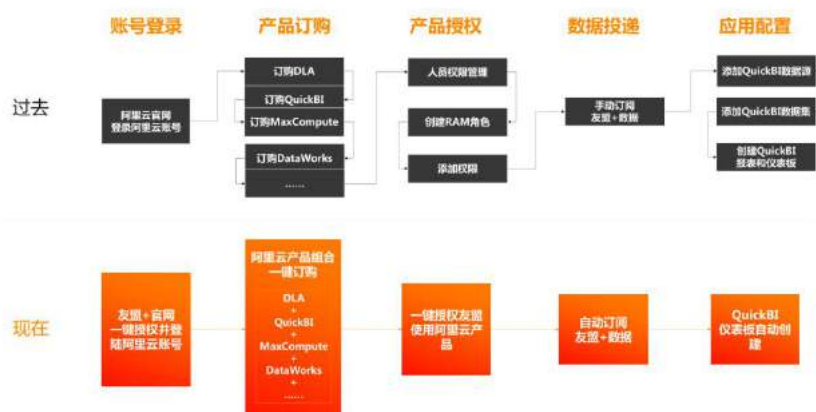 账号登录 产品订购 产品授权 数据投递 应用配置
过去
阿里云官网
登录阿里云账号
订购DLA
订购QuickBI
订购MaxCompute
订购DataWorks
......
人员权限管理
创建RAM角色
添加权限
手动订阅
友盟+数据
添加QuickBI数据源
添加QuickBI数据集
创建QuickBI
报表和仪表板
现在
友盟+官网
一键授权并登
陆阿里云账号
阿里云产品组合
一键订购
DLA
+
QuickBI
+
MaxCompute
+
DataWorks
+
......
一键授权友盟
使用阿里云产
品
自动订阅
友盟+数据
QuickBI
仪表板自动创
建